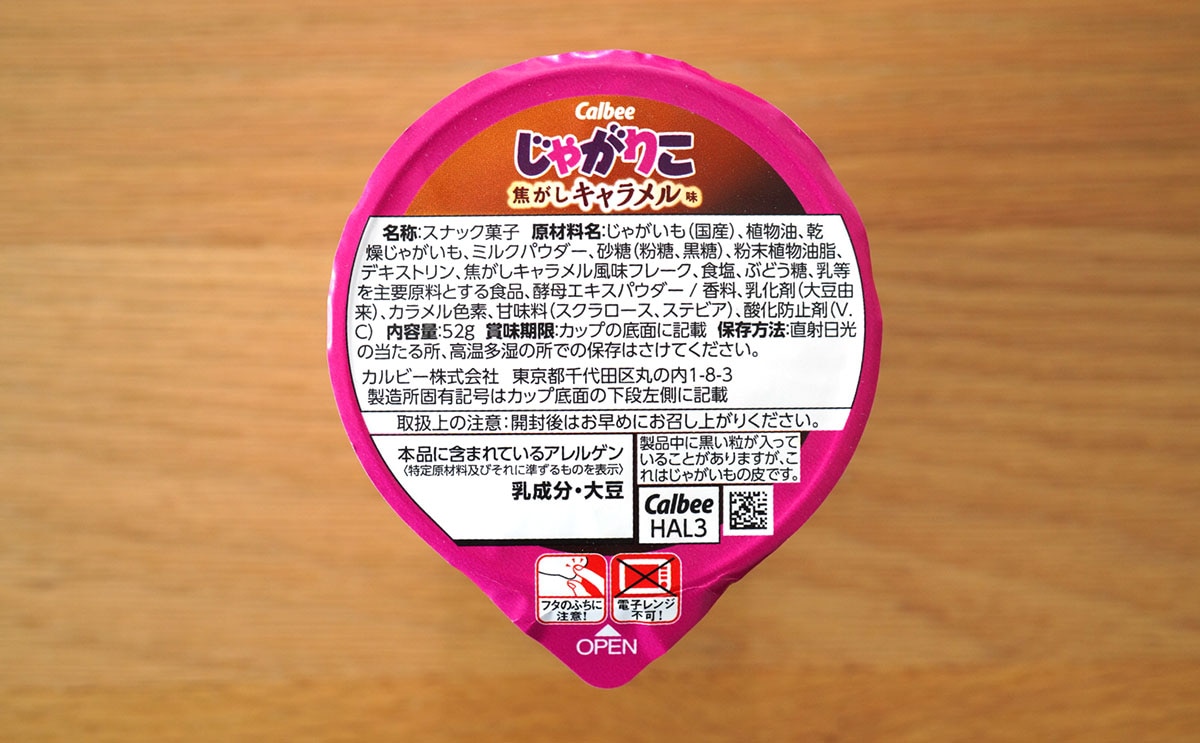 Calbee
じゃがりこ
焦がしキャラメル味
名称:スナック菓子 原材料名:じゃがいも(国産)、植物油、乾
燥じゃがいも、ミルクパウダー、砂糖(粉糖、黒糖)、粉末植物油脂、
デキストリン、焦がしキャラメル風味フレーク、食塩、ぶどう糖、乳等
を主要原料とする食品、酵母エキスパウダー / 香料、乳化剤(大豆由
来)、カラメル色素、甘味料(スクラロース、ステビア)、酸化防止剤(V.
C) 内容量:52g 賞味期限:カップの底面に記載 保存方法:直射日光
の当たる所、高温多湿の所での保存はさけてください。
カルビー株式会社 東京都千代田区丸の内1-8-3
製造所固有記号はカップ底面の下段左側に記載
取扱上の注意:開封後はお早めにお召し上がりください。
本品に含まれているアレルゲン
〈特定原材料及びそれに準ずるものを表示〉
乳成分・大豆
製品中に黒い粒が入って
いることがありますが、こ
れはじゃがいもの皮です。
Calbee
HAL3
フタのふちに
注意!
電子レンジ
不可!
OPEN